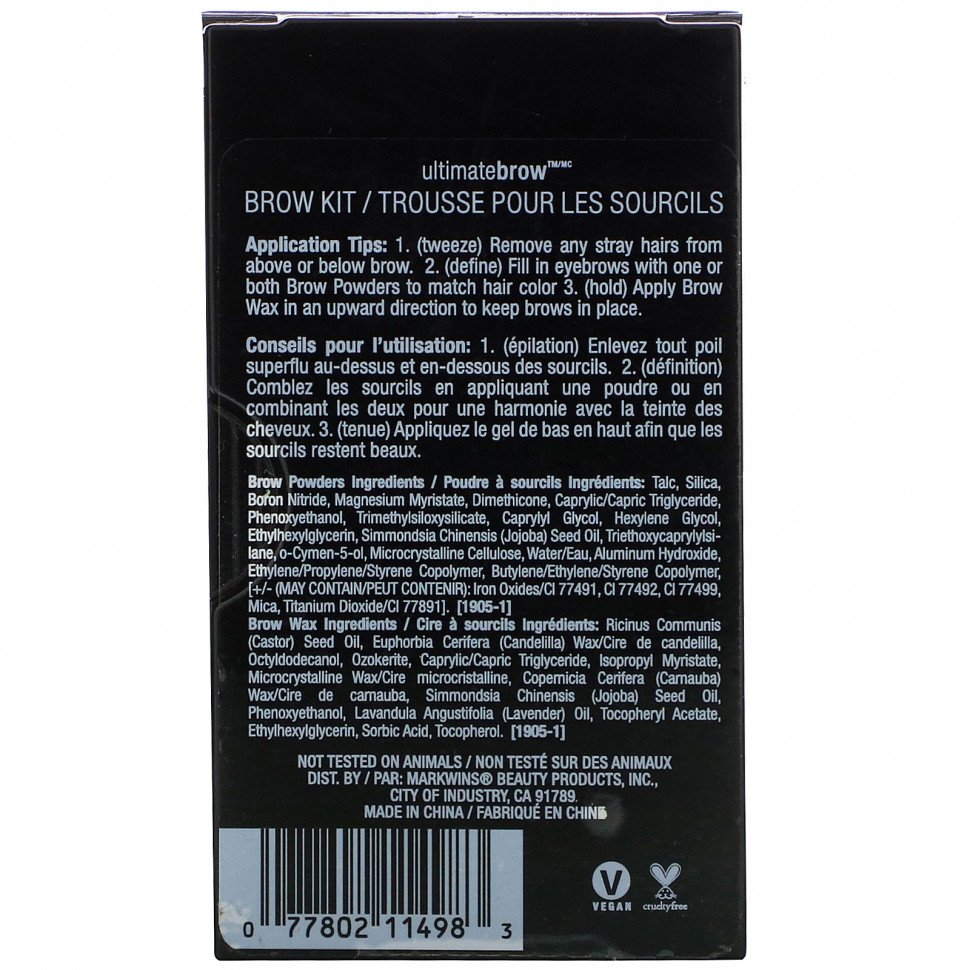 ultimatebrow™/MC
BROW KIT / TROUSSE POUR LES SOURCILS
Application Tips: 1. (tweeze) Remove any stray hairs from
above or below brow. 2. (define) Fill in eyebrows with one or
both Brow Powders to match hair color 3. (hold) Apply Brow
Wax in an upward direction to keep brows in place.
Conseils pour l'utilisation: 1. (épilation) Enlevez tout poil
superflu au-dessus et en-dessous des sourcils. 2. (définition)
Comblez les sourcils en appliquant une poudre ou en
combinant les deux pour une harmonie avec la teinte des
cheveux. 3. (tenue) Appliquez le gel de bas en haut afin que les
sourcils restent beaux.
Brow Powders Ingredients / Poudre à sourcils Ingrédients: Talc, Silica,
Boron Nitride, Magnesium Myristate, Dimethicone, Caprylic/Capric Triglyceride,
Phenoxyethanol, Trimethylsiloxysilicate, Caprylyl Glycol, Hexylene Glycol,
Ethylhexylglycerin, Simmondsia Chinensis (Jojoba) Seed Oil, Triethoxycaprylylsi-
lane, o-Cymen-5-ol, Microcrystalline Cellulose, Water/Eau, Aluminum Hydroxide,
Ethylene/Propylene/Styrene Copolymer, Butylene/Ethylene/Styrene Copolymer,
[+/- (MAY CONTAIN/PEUT CONTENIR): Iron Oxides/CI 77491, CI 77492, CI 77499,
Mica, Titanium Dioxide/CI 77891]. [1905-1]
Brow Wax Ingredients / Cire à sourcils Ingrédients: Ricinus Communis
(Castor) Seed Oil, Euphorbia Cerifera (Candelilla) Wax/Cire de candelilla,
Octyldodecanol, Ozokerite, Caprylic/Capric Triglyceride, Isopropyl Myristate,
Microcrystalline Wax/Cire microcristalline, Copernicia Cerifera (Carnauba)
Wax/Cire de carnauba, Simmondsia Chinensis (Jojoba) Seed Oil,
Phenoxyethanol, Lavandula Angustifolia (Lavender) Oil, Tocopheryl Acetate,
Ethylhexylglycerin, Sorbic Acid, Tocopherol. [1905-1]
NOT TESTED ON ANIMALS / NON TESTÉ SUR DES ANIMAUX
DIST. BY / PAR: MARKWINS® BEAUTY PRODUCTS, INC.,
CITY OF INDUSTRY, CA 91789.
MADE IN CHINA / FABRIQUÉ EN CHINE
V
VEGAN
crueltyfree
0 77802 11498 3